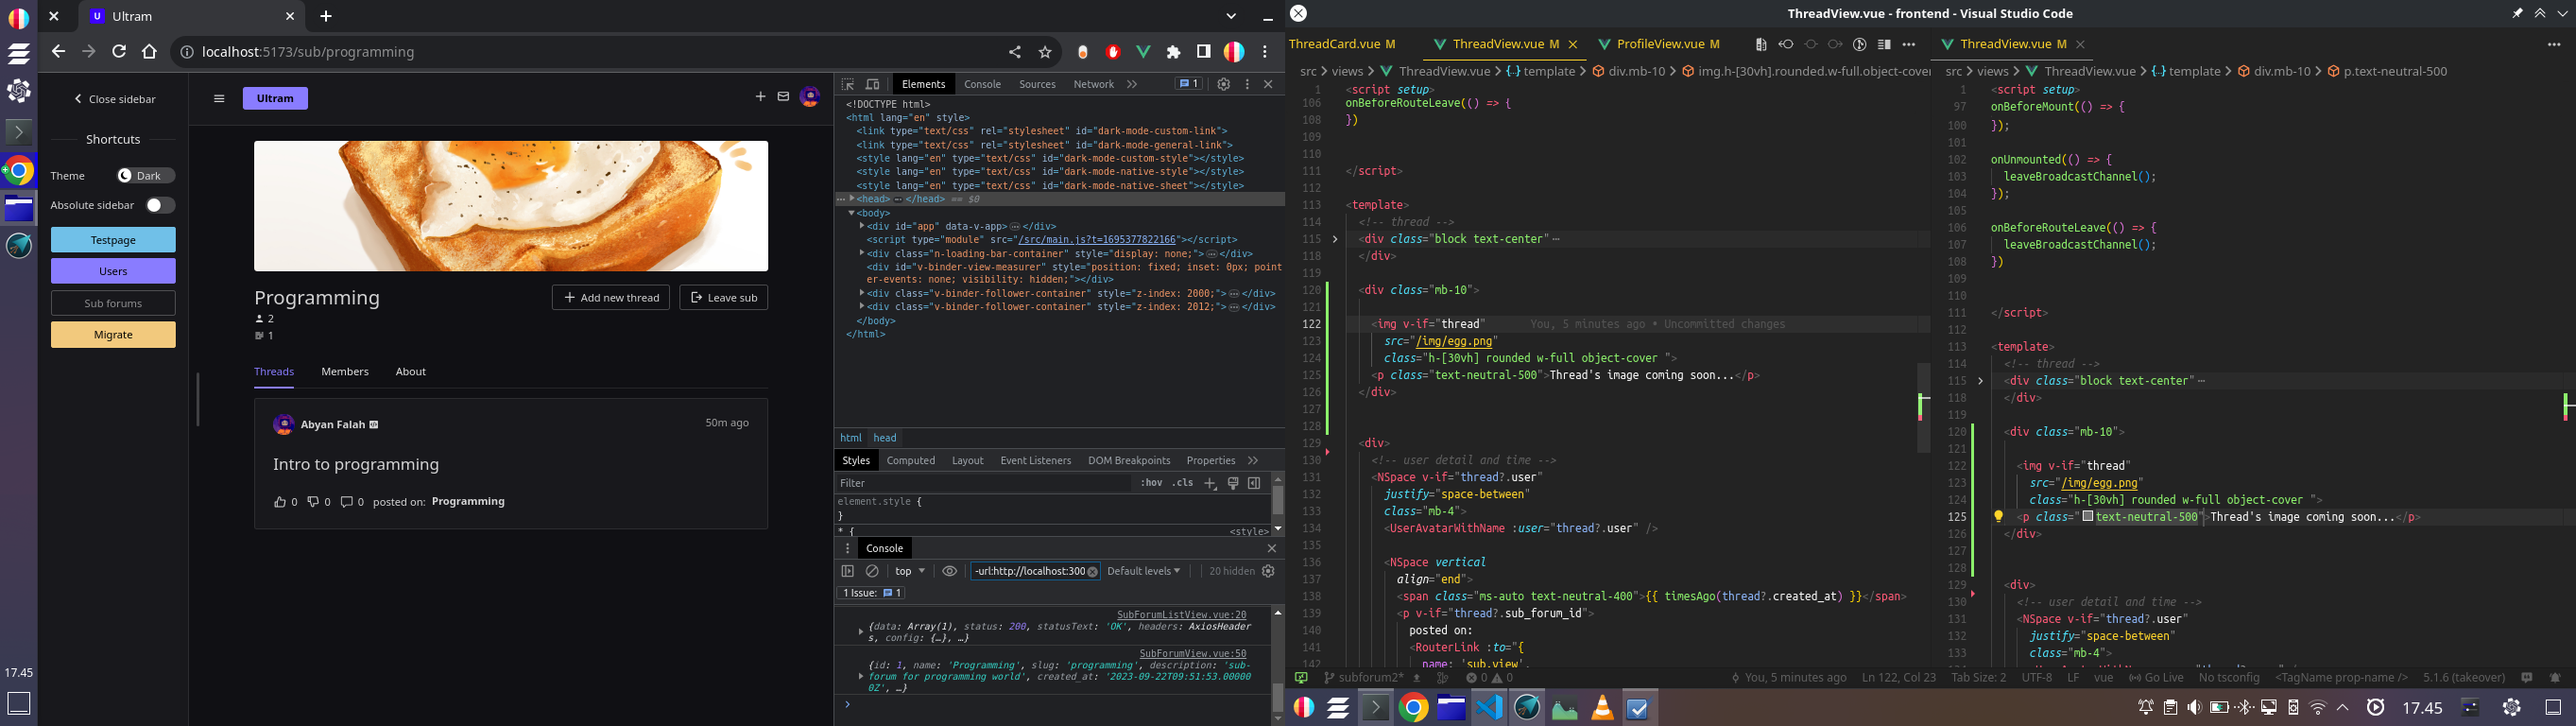 Ultram
localhost:5173/sub/programming
Close sidebar
Shortcuts
Theme
Dark
Absolute sidebar
Testpage
Users
Sub forums
Migrate
17.45
Ultram
Programming
2
1
Add new thread
Leave sub
Threads
Members
About
Abyan Falah
50m ago
Intro to programming
0 0 0 posted on: Programming
Elements Console Sources Network 1
<!DOCTYPE html>
<html lang="en" style>
<link type="text/css" rel="stylesheet" id="dark-mode-custom-link">
<link type="text/css" rel="stylesheet" id="dark-mode-general-link">
<style lang="en" type="text/css" id="dark-mode-custom-style"></style>
<style lang="en" type="text/css" id="dark-mode-native-style"></style>
<style lang="en" type="text/css" id="dark-mode-native-sheet"></style>
<head> … </head> == $0
<body>
<div id="app" data-v-app> … </div>
<script type="module" src="/src/main.js?t=1695377822166"></script>
<div class="n-loading-bar-container" style="display: none;"> … </div>
<div id="v-binder-view-measurer" style="position: fixed; inset: 0px; point
er-events: none; visibility: hidden;"></div>
<div class="v-binder-follower-container" style="z-index: 2000;"> … </div>
<div class="v-binder-follower-container" style="z-index: 2012;"> … </div>
</body>
</html>
html head
Styles Computed Layout Event Listeners DOM Breakpoints Properties
Filter
:hov .cls
element.style {
}
* {
<style>
Console
top
-url:http://localhost:300
Default levels
20 hidden
1 Issue: 1
SubForumListView.vue:20
{data: Array(1), status: 200, statusText: 'OK', headers: AxiosHeader
s, config: {…}, …}
SubForumView.vue:50
{id: 1, name: 'Programming', slug: 'programming', description: 'sub-
forum for programming world', created_at: '2023-09-22T09:51:53.00000
0Z', …}
ThreadView.vue - frontend - Visual Studio Code
ThreadCard.vue M
ThreadView.vue M
ProfileView.vue M
src > views > ThreadView.vue > template > div.mb-10 > img.h-[30vh].rounded.w-full.object-cover
1 <script setup>
106 onBeforeRouteLeave(() => {
108 })
109
110
111 </script>
112
113 <template>
114 <!-- thread -->
115 <div class="block text-center" …
118 </div>
119
120 <div class="mb-10">
121
122 <img v-if="thread" You, 5 minutes ago • Uncommitted changes
123 src="/img/egg.png"
124 class="h-[30vh] rounded w-full object-cover ">
125 <p class="text-neutral-500">Thread's image coming soon...</p>
126 </div>
127
128
129 <div>
130 <!-- user detail and time -->
131 <NSpace v-if="thread?.user"
132 justify="space-between"
133 class="mb-4">
134 <UserAvatarWithName :user="thread?.user" />
135
136 <NSpace vertical
137 align="end">
138 <span class="ms-auto text-neutral-400">{{ timesAgo(thread?.created_at) }}</span>
139 <p v-if="thread?.sub_forum_id">
140 posted on:
141 <RouterLink :to="{
142 name: 'sub.view',
ThreadView.vue M
src > views > ThreadView.vue > template > div.mb-10 > p.text-neutral-500
1 <script setup>
97 onBeforeMount(() => {
100 });
101
102 onUnmounted(() => {
103 leaveBroadcastChannel();
104 });
105
106 onBeforeRouteLeave(() => {
107 leaveBroadcastChannel();
108 })
109
110
111 </script>
112
113 <template>
114 <!-- thread -->
115 <div class="block text-center" …
118 </div>
119
120 <div class="mb-10">
121
122 <img v-if="thread"
123 src="/img/egg.png"
124 class="h-[30vh] rounded w-full object-cover ">
125 <p class="text-neutral-500">Thread's image coming soon...</p>
126 </div>
127
128
129 <div>
130 <!-- user detail and time -->
131 <NSpace v-if="thread?.user"
132 justify="space-between"
133 class="mb-4">
subforum2* 0 0
You, 5 minutes ago Ln 122, Col 23 Tab Size: 2 UTF-8 LF vue Go Live No tsconfig <TagName prop-name /> 5.1.6 (takeover)
17.45